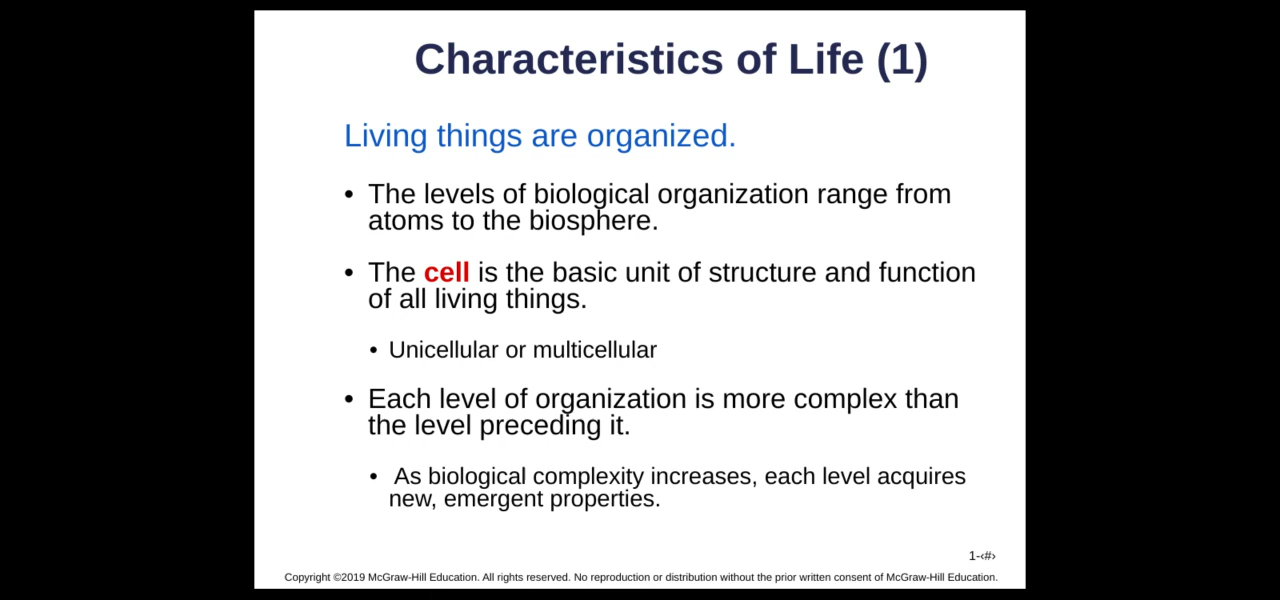 Characteristics of Life (1)
Living things are organized.
• The levels of biological organization range from
atoms to the biosphere.
• The cell is the basic unit of structure and function
of all living things.
• Unicellular or multicellular
• Each level of organization is more complex than
the level preceding it.
• As biological complexity increases, each level acquires
new, emergent properties.
1-‹#›
Copyright ©2019 McGraw-Hill Education. All rights reserved. No reproduction or distribution without the prior written consent of McGraw-Hill Education.